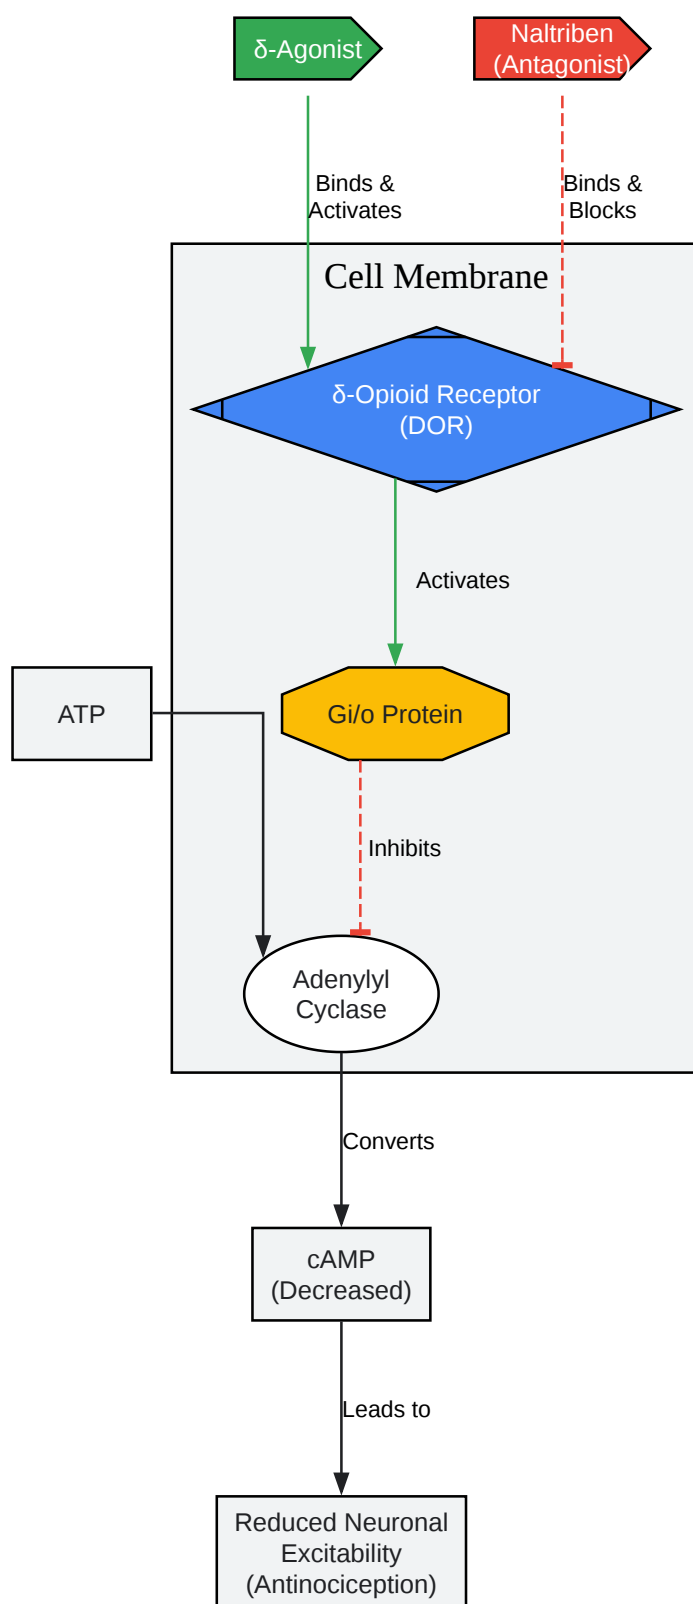 δ-Agonist
Naltriben
(Antagonist)
Binds &
Activates
Binds &
Blocks
Cell Membrane
δ-Opioid Receptor
(DOR)
Activates
ATP
Gi/o Protein
Inhibits
Adenylyl
Cyclase
Converts
cAMP
(Decreased)
Leads to
Reduced Neuronal
Excitability
(Antinociception)